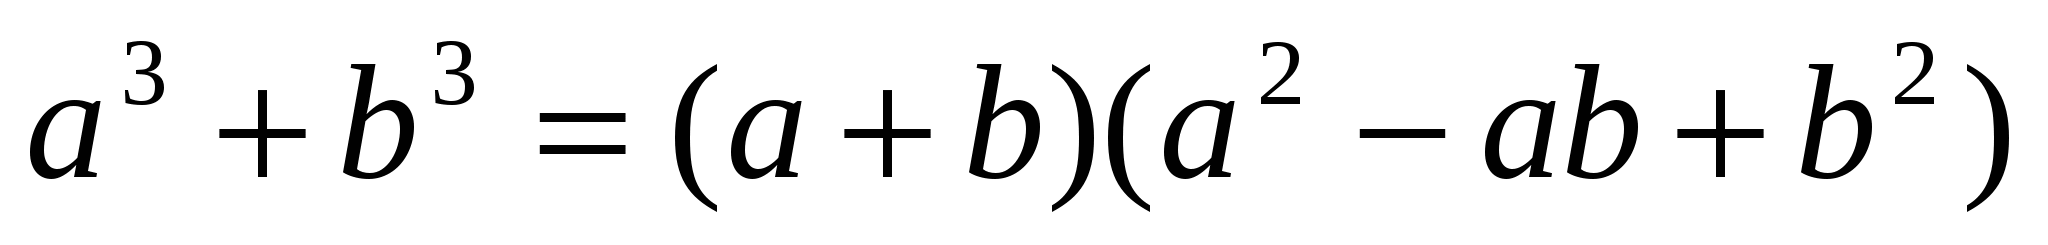 a³ + b³ = (a + b)(a² − ab + b²)